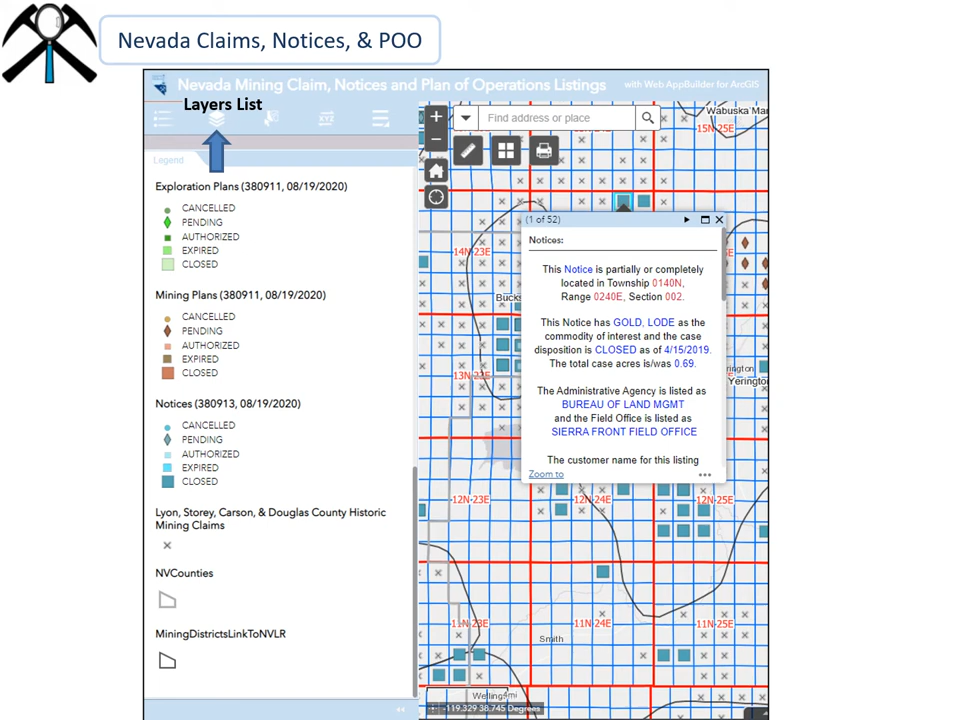 Nevada Claims, Notices, & POO
Nevada Mining Claim, Notices and Plan of Operations Listings
with Web AppBuilder for ArcGIS
Layers List
Legend
Exploration Plans (380911, 08/19/2020)
CANCELLED
PENDING
AUTHORIZED
EXPIRED
CLOSED
Mining Plans (380911, 08/19/2020)
CANCELLED
PENDING
AUTHORIZED
EXPIRED
CLOSED
Notices (380913, 08/19/2020)
CANCELLED
PENDING
AUTHORIZED
EXPIRED
CLOSED
Lyon, Storey, Carson, & Douglas County Historic
Mining Claims
NVCounties
MiningDistrictsLinkToNVLR
+
Find address or place
−
Wabuska
15N 25E
14N 23E
Bucks
13N 23E
(1 of 52)
Notices:
This Notice is partially or completely
located in Township 0140N,
Range 0240E, Section 002.
This Notice has GOLD, LODE as the
commodity of interest and the case
disposition is CLOSED as of 4/15/2019.
The total case acres is/was 0.69.
The Administrative Agency is listed as
BUREAU OF LAND MGMT
and the Field Office is listed as
SIERRA FRONT FIELD OFFICE
The customer name for this listing
Zoom to
rington
Yerington
12N 23E
12N 24E
12N 25E
11N 23E
11N 24E
11N 25E
Smith
Wellingt
-119.329 38.745 Degrees